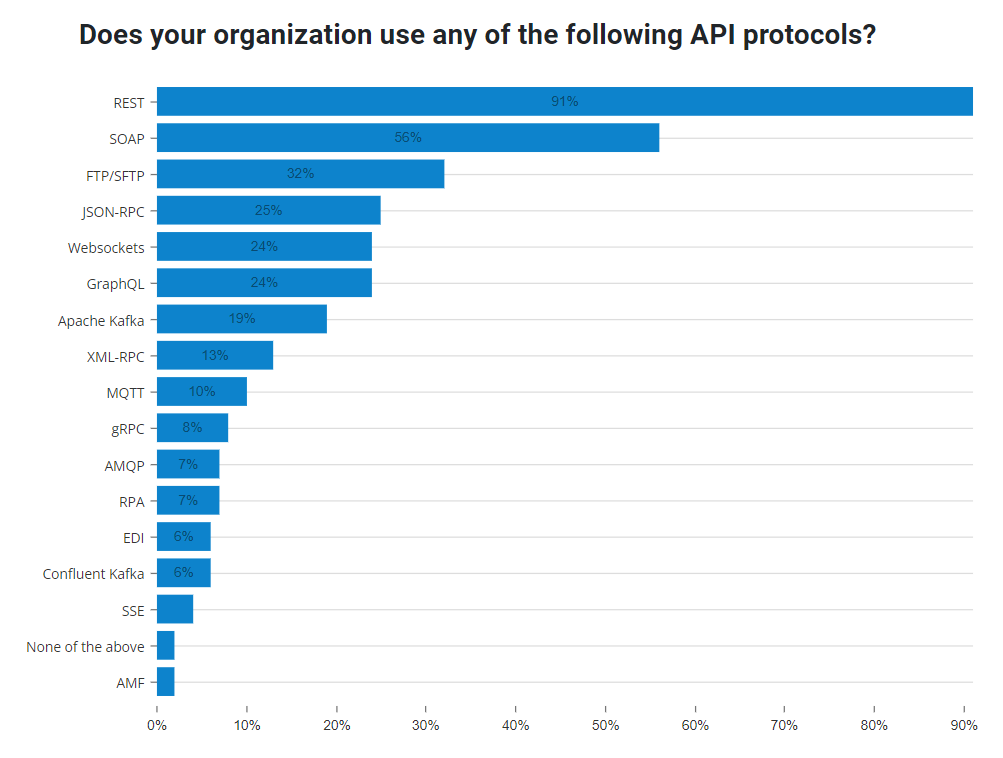 Does your organization use any of the following API protocols?
REST 91%
SOAP 56%
FTP/SFTP 32%
JSON-RPC 25%
Websockets 24%
GraphQL 24%
Apache Kafka 19%
XML-RPC 13%
MQTT 10%
gRPC 8%
AMQP 7%
RPA 7%
EDI 6%
Confluent Kafka 6%
SSE
None of the above
AMF
0% 10% 20% 30% 40% 50% 60% 70% 80% 90%